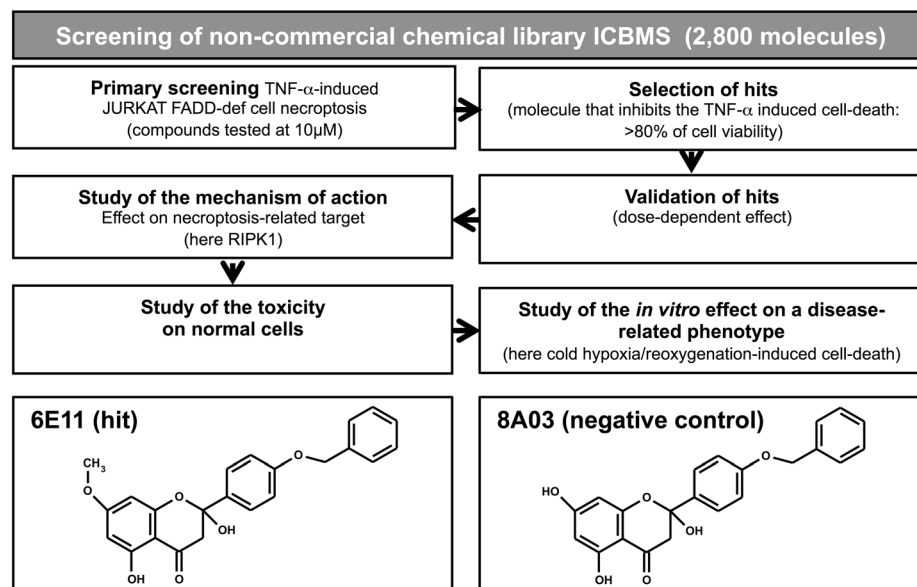 Screening of non-commercial chemical library ICBMS (2,800 molecules)
Primary screening TNF-α-induced
JURKAT FADD-def cell necroptosis
(compounds tested at 10µM)
Selection of hits
(molecule that inhibits the TNF-α induced cell-death:
>80% of cell viability)
Study of the mechanism of action
Effect on necroptosis-related target
(here RIPK1)
Validation of hits
(dose-dependent effect)
Study of the toxicity
on normal cells
Study of the in vitro effect on a disease-
related phenotype
(here cold hypoxia/reoxygenation-induced cell-death)
6E11 (hit)
CH3
O
O
O
OH
OH
O
8A03 (negative control)
O
HO
O
OH
OH
O